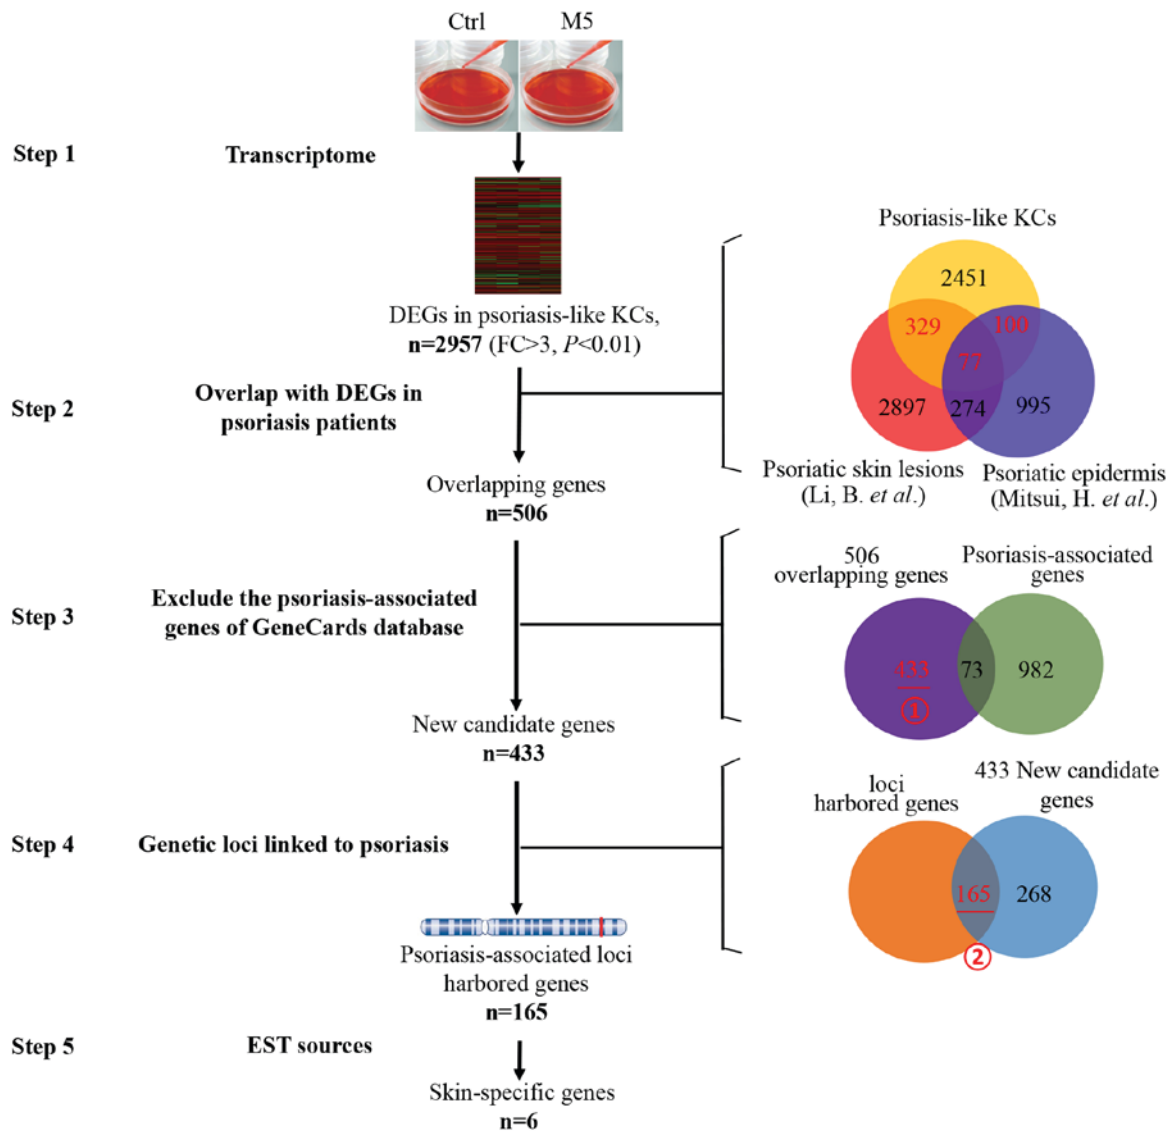 Ctrl M5
Step 1 Transcriptome
DEGs in psoriasis-like KCs,
n=2957 (FC>3, P<0.01)
Psoriasis-like KCs
2451
329 100
77
2897 274 995
Psoriatic skin lesions
(Li, B. et al.)
Psoriatic epidermis
(Mitsui, H. et al.)
Step 2
Overlap with DEGs in
psoriasis patients
Overlapping genes
n=506
506
overlapping genes
Psoriasis-associated
genes
433 73 982
①
Step 3
Exclude the psoriasis-associated
genes of GeneCards database
New candidate genes
n=433
loci
harbored genes
433 New candidate
genes
165 268
②
Step 4 Genetic loci linked to psoriasis
Psoriasis-associated loci
harbored genes
n=165
Step 5 EST sources
Skin-specific genes
n=6